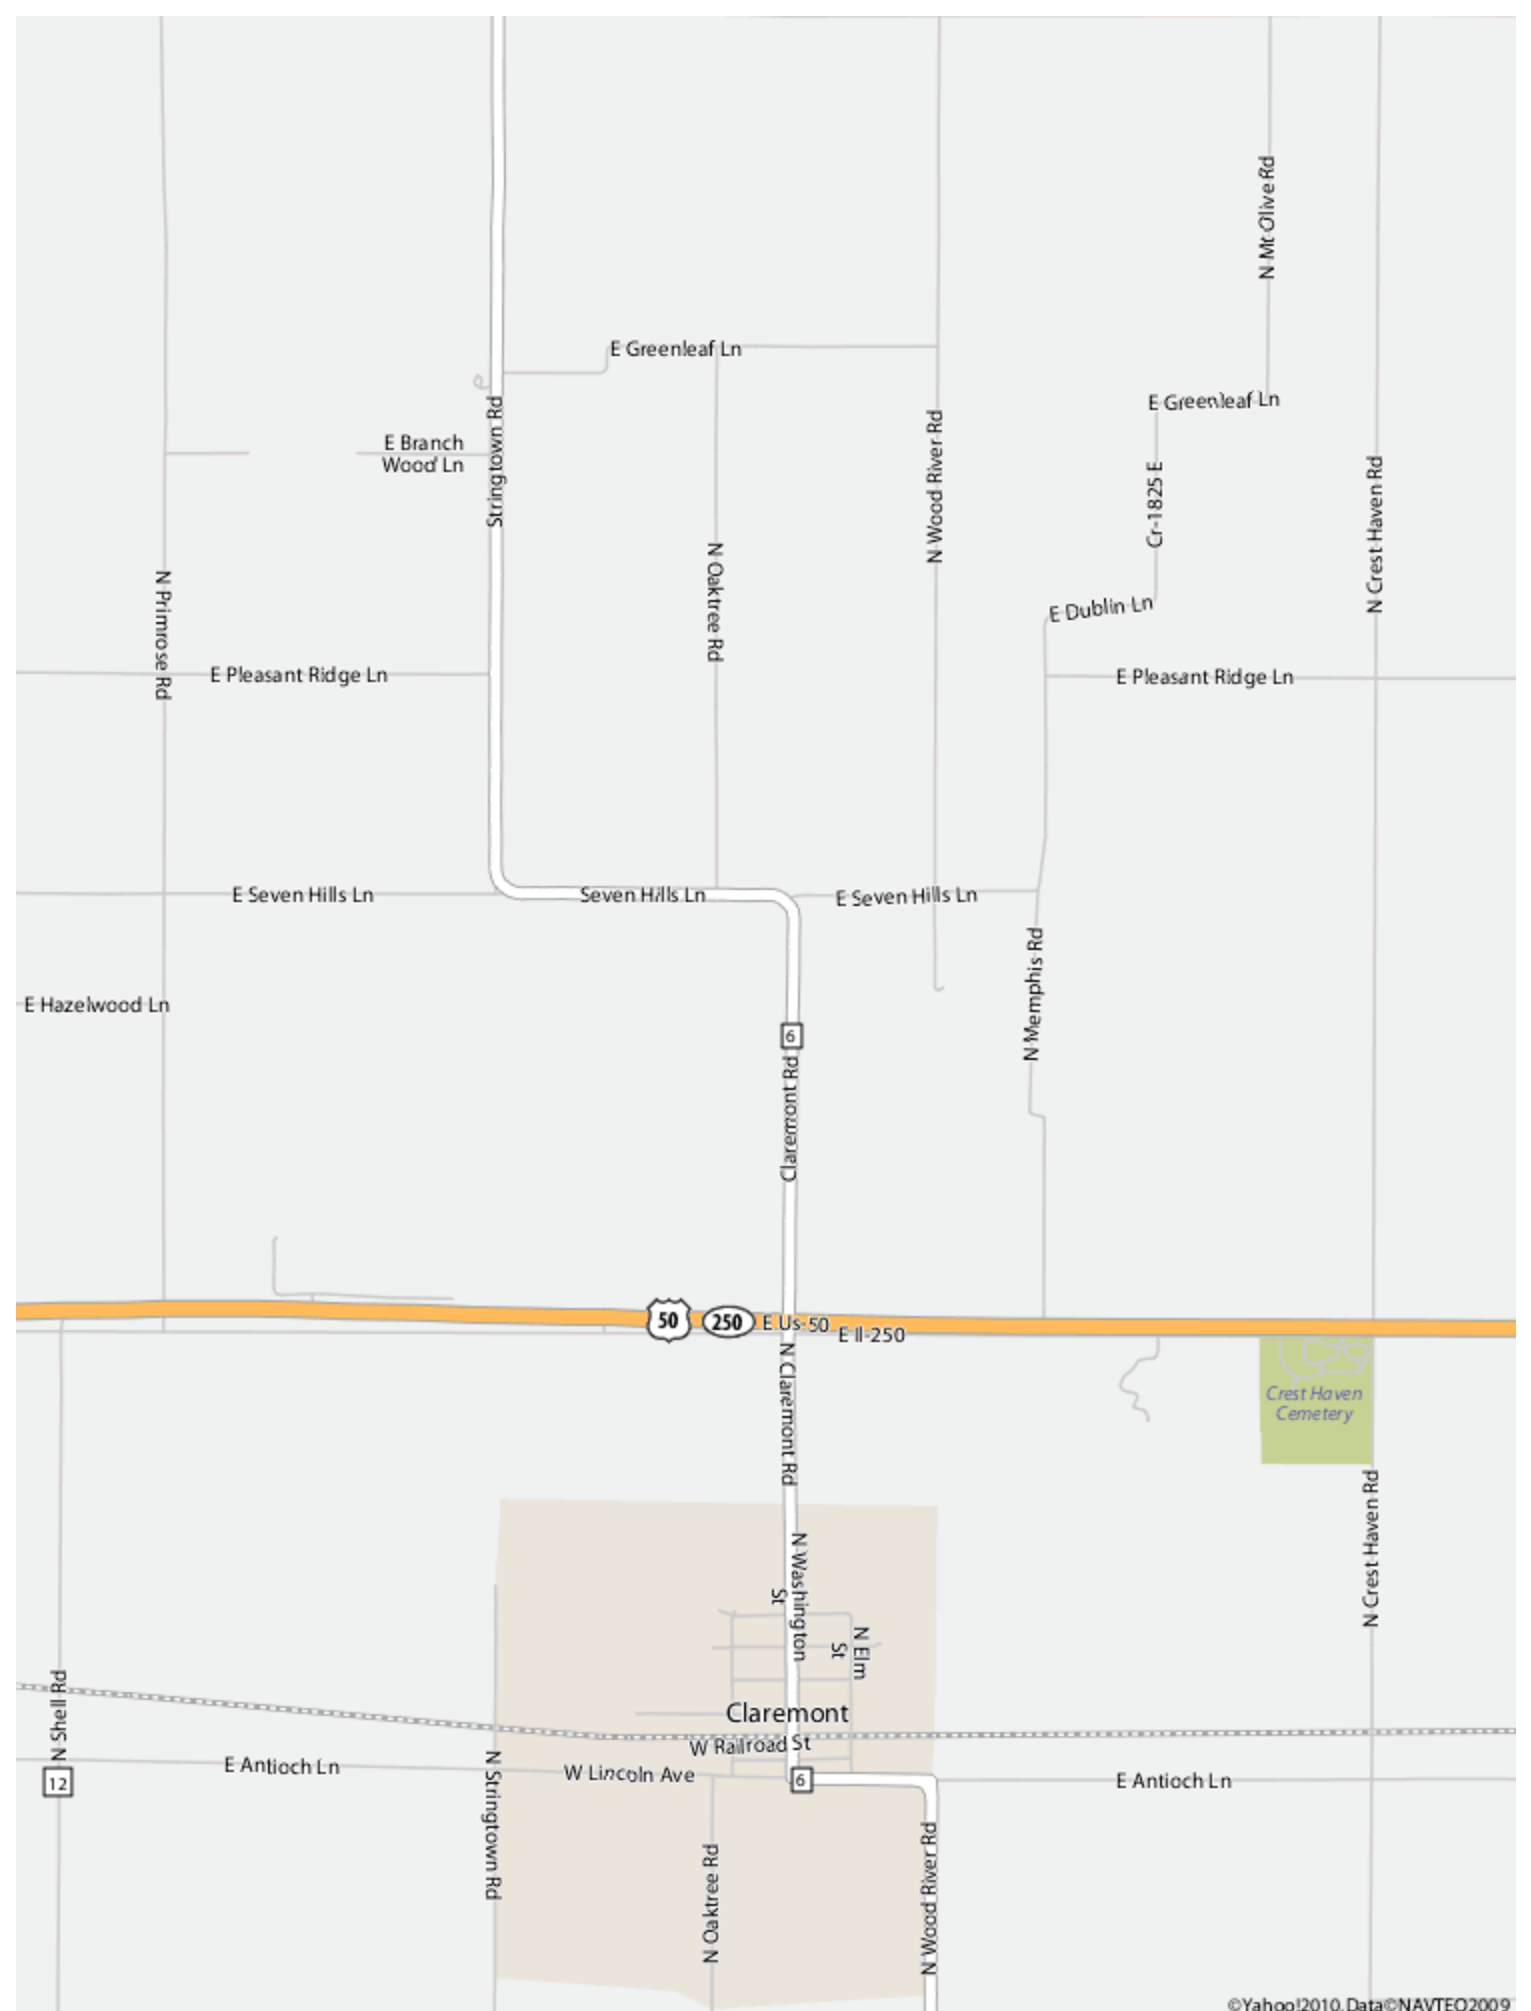 N Mt Olive Rd
E Greenleaf Ln
E Greenleaf Ln
Stringtown Rd
E Branch
Wood Ln
N Wood River Rd
Cr-1825 E
N Crest Haven Rd
N Oaktree Rd
N Primrose Rd
E Dublin Ln
E Pleasant Ridge Ln
E Pleasant Ridge Ln
E Seven Hills Ln
Seven Hills Ln
E Seven Hills Ln
N Memphis Rd
E Hazelwood Ln
6
Claremont Rd
50
250
E Us-50
E Il-250
N Claremont Rd
Crest Haven
Cemetery
N Crest Haven Rd
N Washington
St
N Elm
St
N Shell Rd
Claremont
W Railroad St
E Antioch Ln
W Lincoln Ave
6
E Antioch Ln
12
N Stringtown Rd
N Oaktree Rd
N Wood River Rd
©Yahoo!2010, Data©NAVTEQ2009